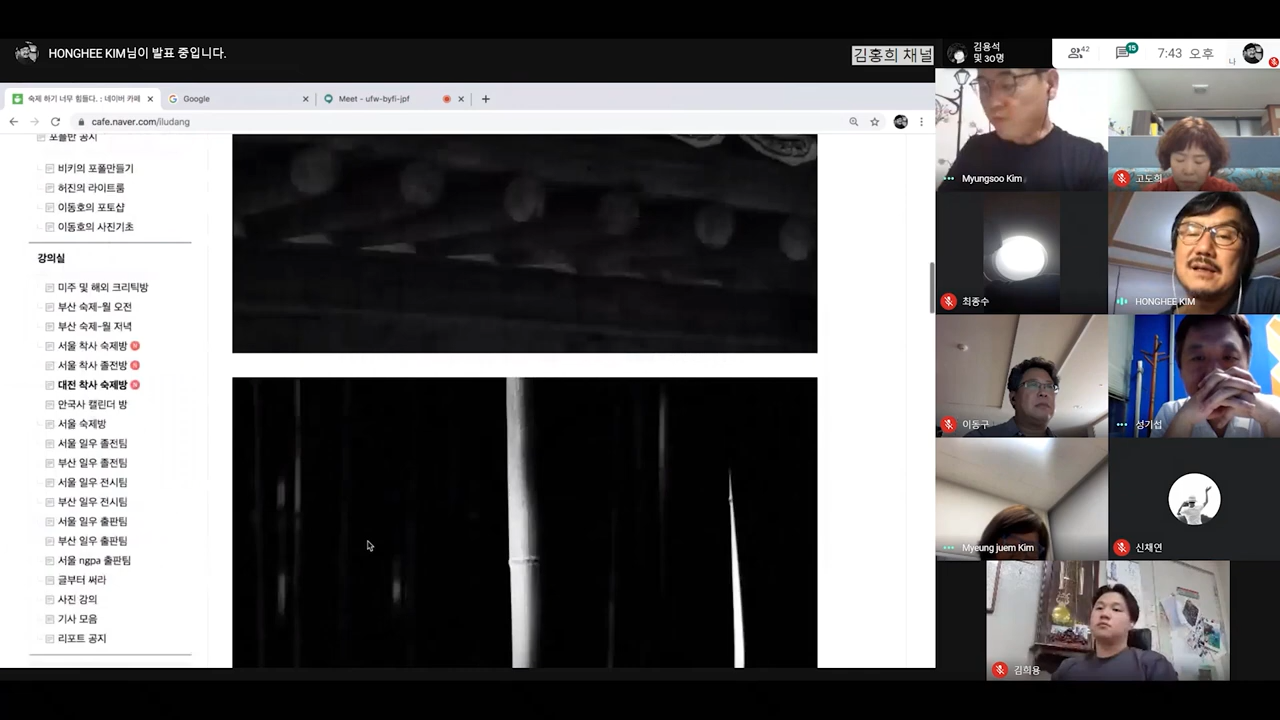 HONGHEE KIM님이 발표 중입니다.
김홍희 채널
김용석
및 30명
42
15
7:43 오후
나
숙제 하기 너무 힘들다. : 네이버 카페
Google
Meet - ufw-byfi-jpf
cafe.naver.com/iludang
포폴반 공지
비키의 포폴만들기
허진의 라이트룸
이동호의 포토샵
이동호의 사진기초
강의실
미주 및 해외 크리틱방
부산 숙제-월 오전
부산 숙제-월 저녁
서울 착사 숙제방
서울 착사 졸전방
대전 착사 숙제방
만국사 캘린더 방
서울 숙제방
서울 일우 졸전팀
부산 일우 졸전팀
서울 일우 전시팀
부산 일우 전시팀
서울 일우 출판팀
부산 일우 출판팀
서울 ngpa 출판팀
글부터 써라
사진 강의
기사 모음
리포트 공지
Myungsoo Kim
고도희
최종수
HONGHEE KIM
이동구
성기섭
Myeung juem Kim
신채연
김희용